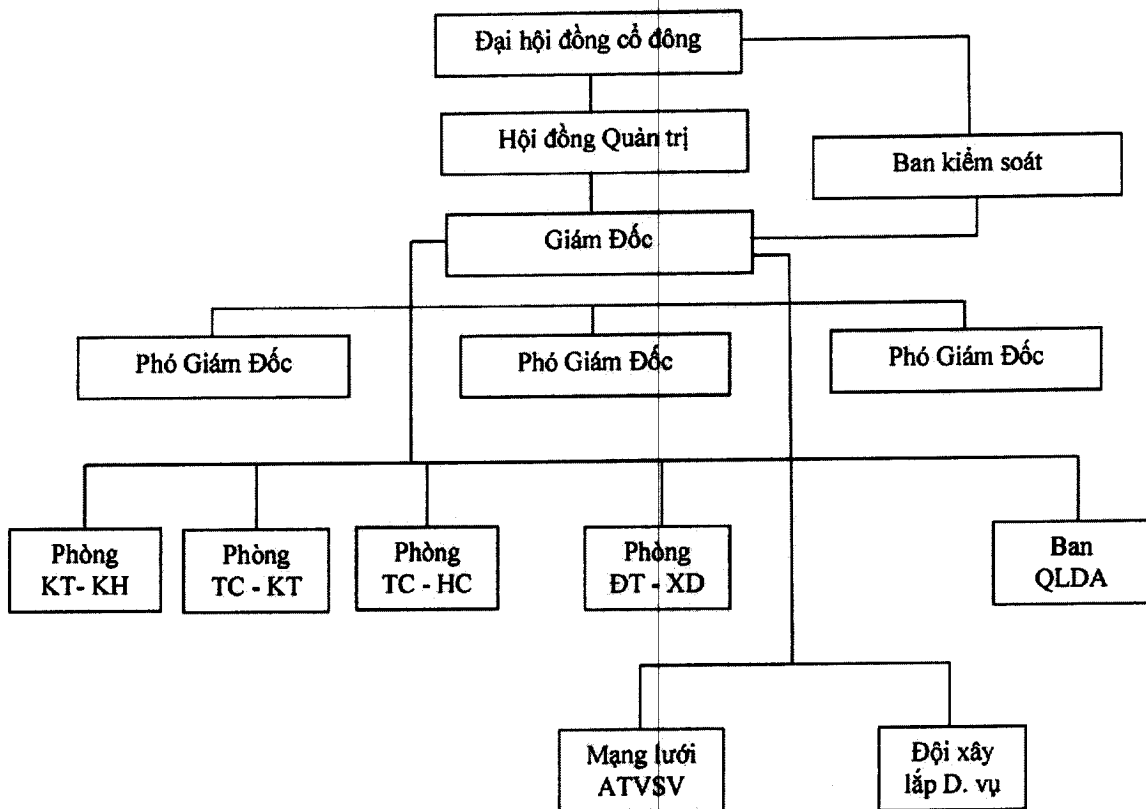 Đại hội đồng cổ đông
Hội đồng Quản trị
Ban kiểm soát
Giám Đốc
Phó Giám Đốc
Phó Giám Đốc
Phó Giám Đốc
Phòng
KT- KH
Phòng
TC - KT
Phòng
TC - HC
Phòng
ĐT - XD
Ban
QLDA
Mạng lưới
ATVSV
Đội xây
lắp D. vụ